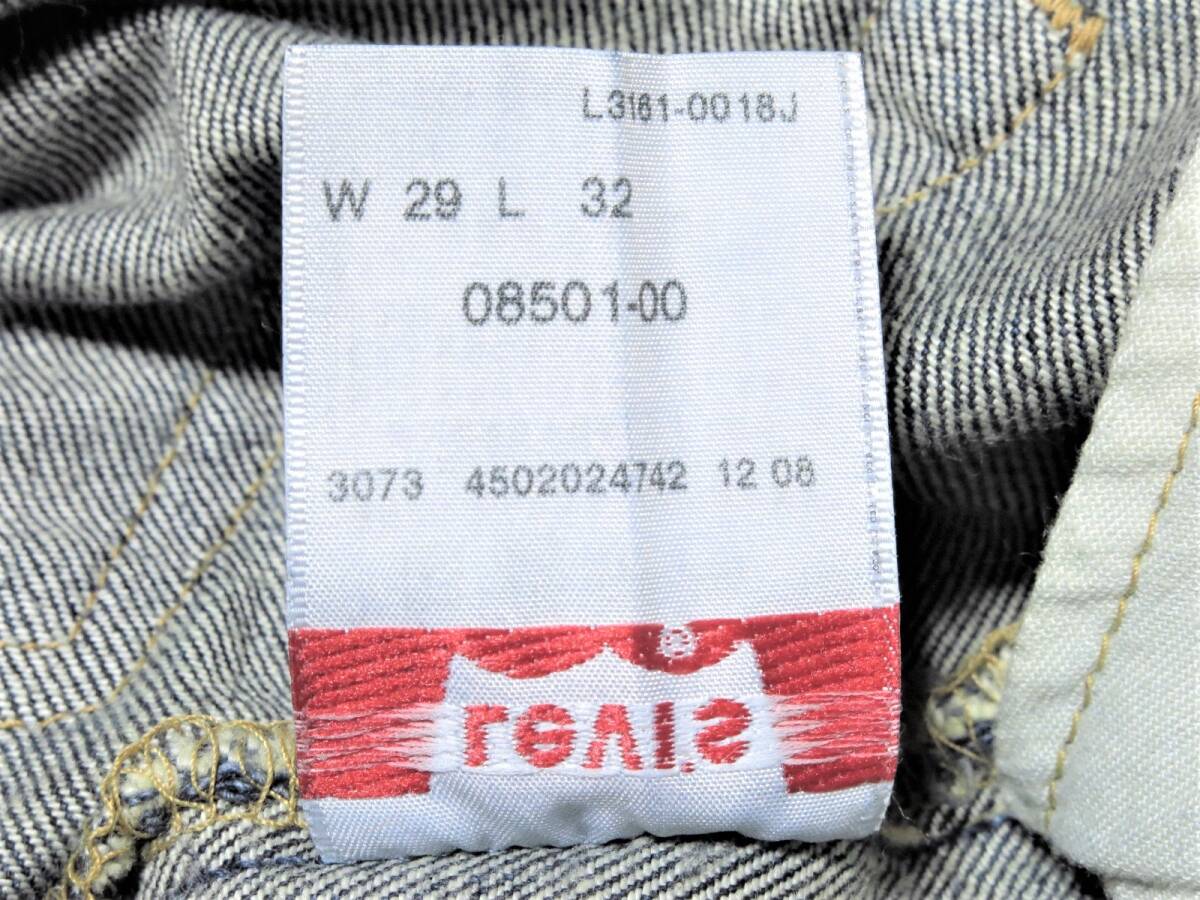 L3161-0018J
W 29 L 32
08501-00
3073 4502024742 12 08
®
Levi's